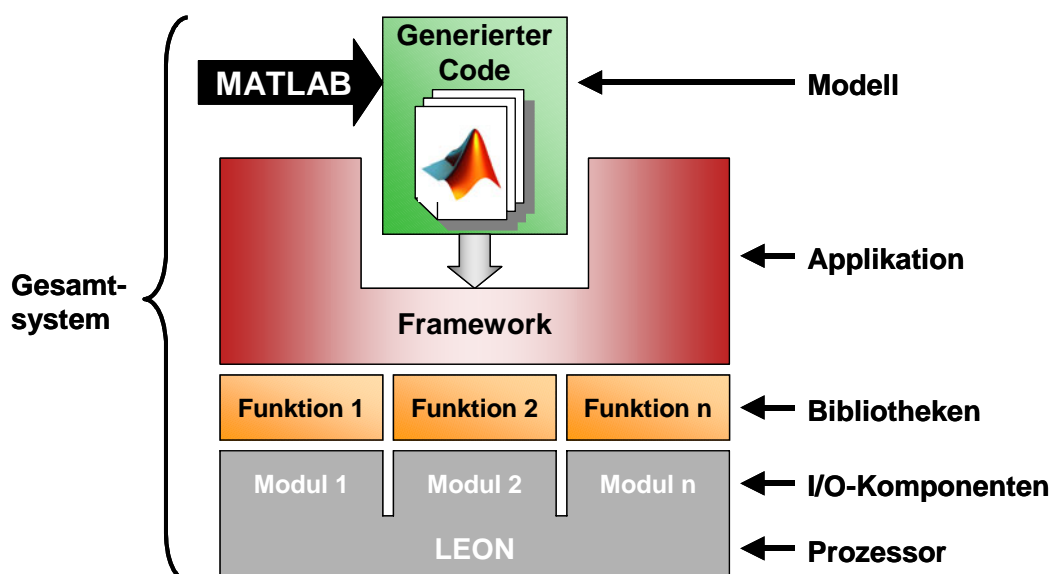 Generierter
Code
MATLAB
Modell
Applikation
Gesamt-
system
Framework
Funktion 1
Funktion 2
Funktion n
Bibliotheken
Modul 1
Modul 2
Modul n
I/O-Komponenten
LEON
Prozessor